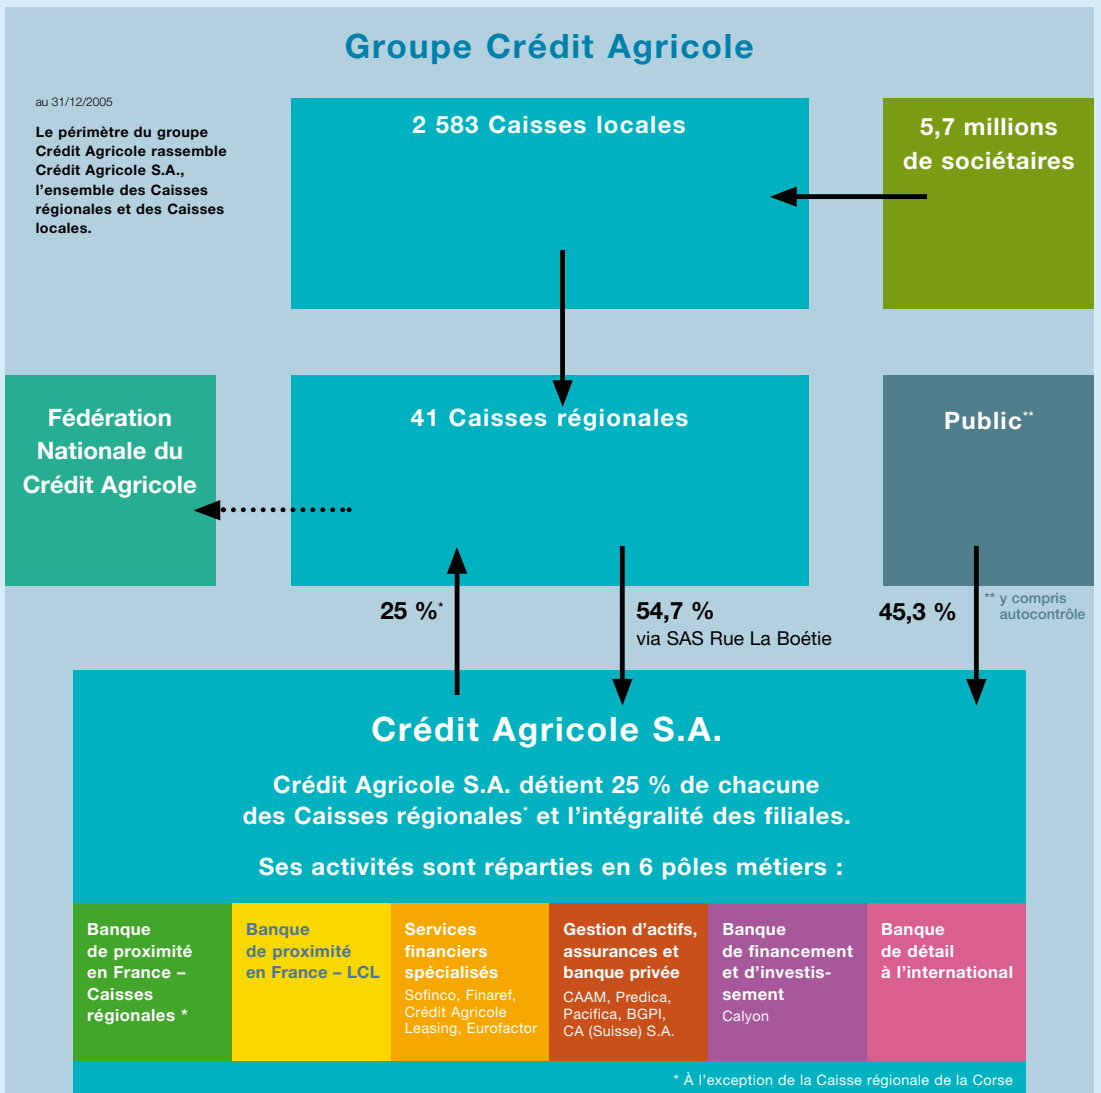 Groupe Crédit Agricole
au 31/12/2005
Le périmètre du groupe
Crédit Agricole rassemble
Crédit Agricole S.A.,
l'ensemble des Caisses
régionales et des Caisses
locales.
2 583 Caisses locales
5,7 millions
de sociétaires
Fédération
Nationale du
Crédit Agricole
41 Caisses régionales
Public**
25 %*
54,7 %
via SAS Rue La Boétie
45,3 %
** y compris
autocontrôle
Crédit Agricole S.A.
Crédit Agricole S.A. détient 25 % de chacune
des Caisses régionales* et l'intégralité des filiales.
Ses activités sont réparties en 6 pôles métiers :
Banque
de proximité
en France –
Caisses
régionales *
Banque
de proximité
en France – LCL
Services
financiers
spécialisés
Sofinco, Finaref,
Crédit Agricole
Leasing, Eurofactor
Gestion d'actifs,
assurances et
banque privée
CAAM, Predica,
Pacifica, BGPI,
CA (Suisse) S.A.
Banque
de financement
et d'investis-
sement
Calyon
Banque
de détail
à l'international
* À l'exception de la Caisse régionale de la Corse